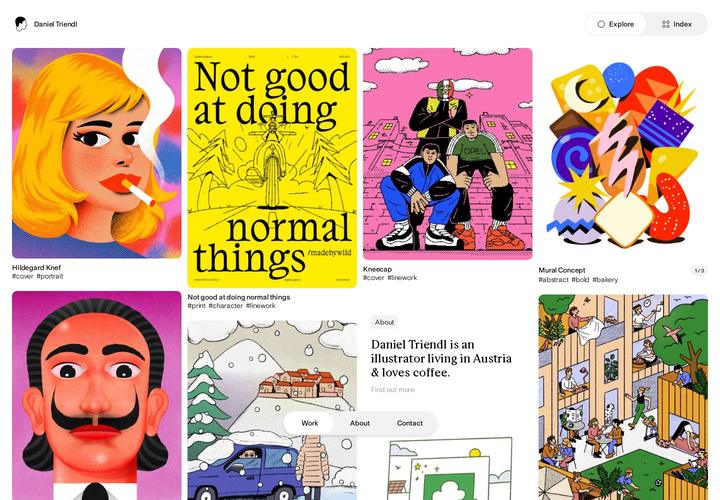 Daniel Triendl
Explore
Index
Not good
at doing
normal
things
/madebywild
OPEL
Hildegard Knef
#cover #portrait
Not good at doing normal things
#print #character #linework
Kneecap
#cover #linework
Mural Concept
1/3
#abstract #bold #bakery
About
Daniel Triendl is an
illustrator living in Austria
& loves coffee.
Find out more
Work
About
Contact